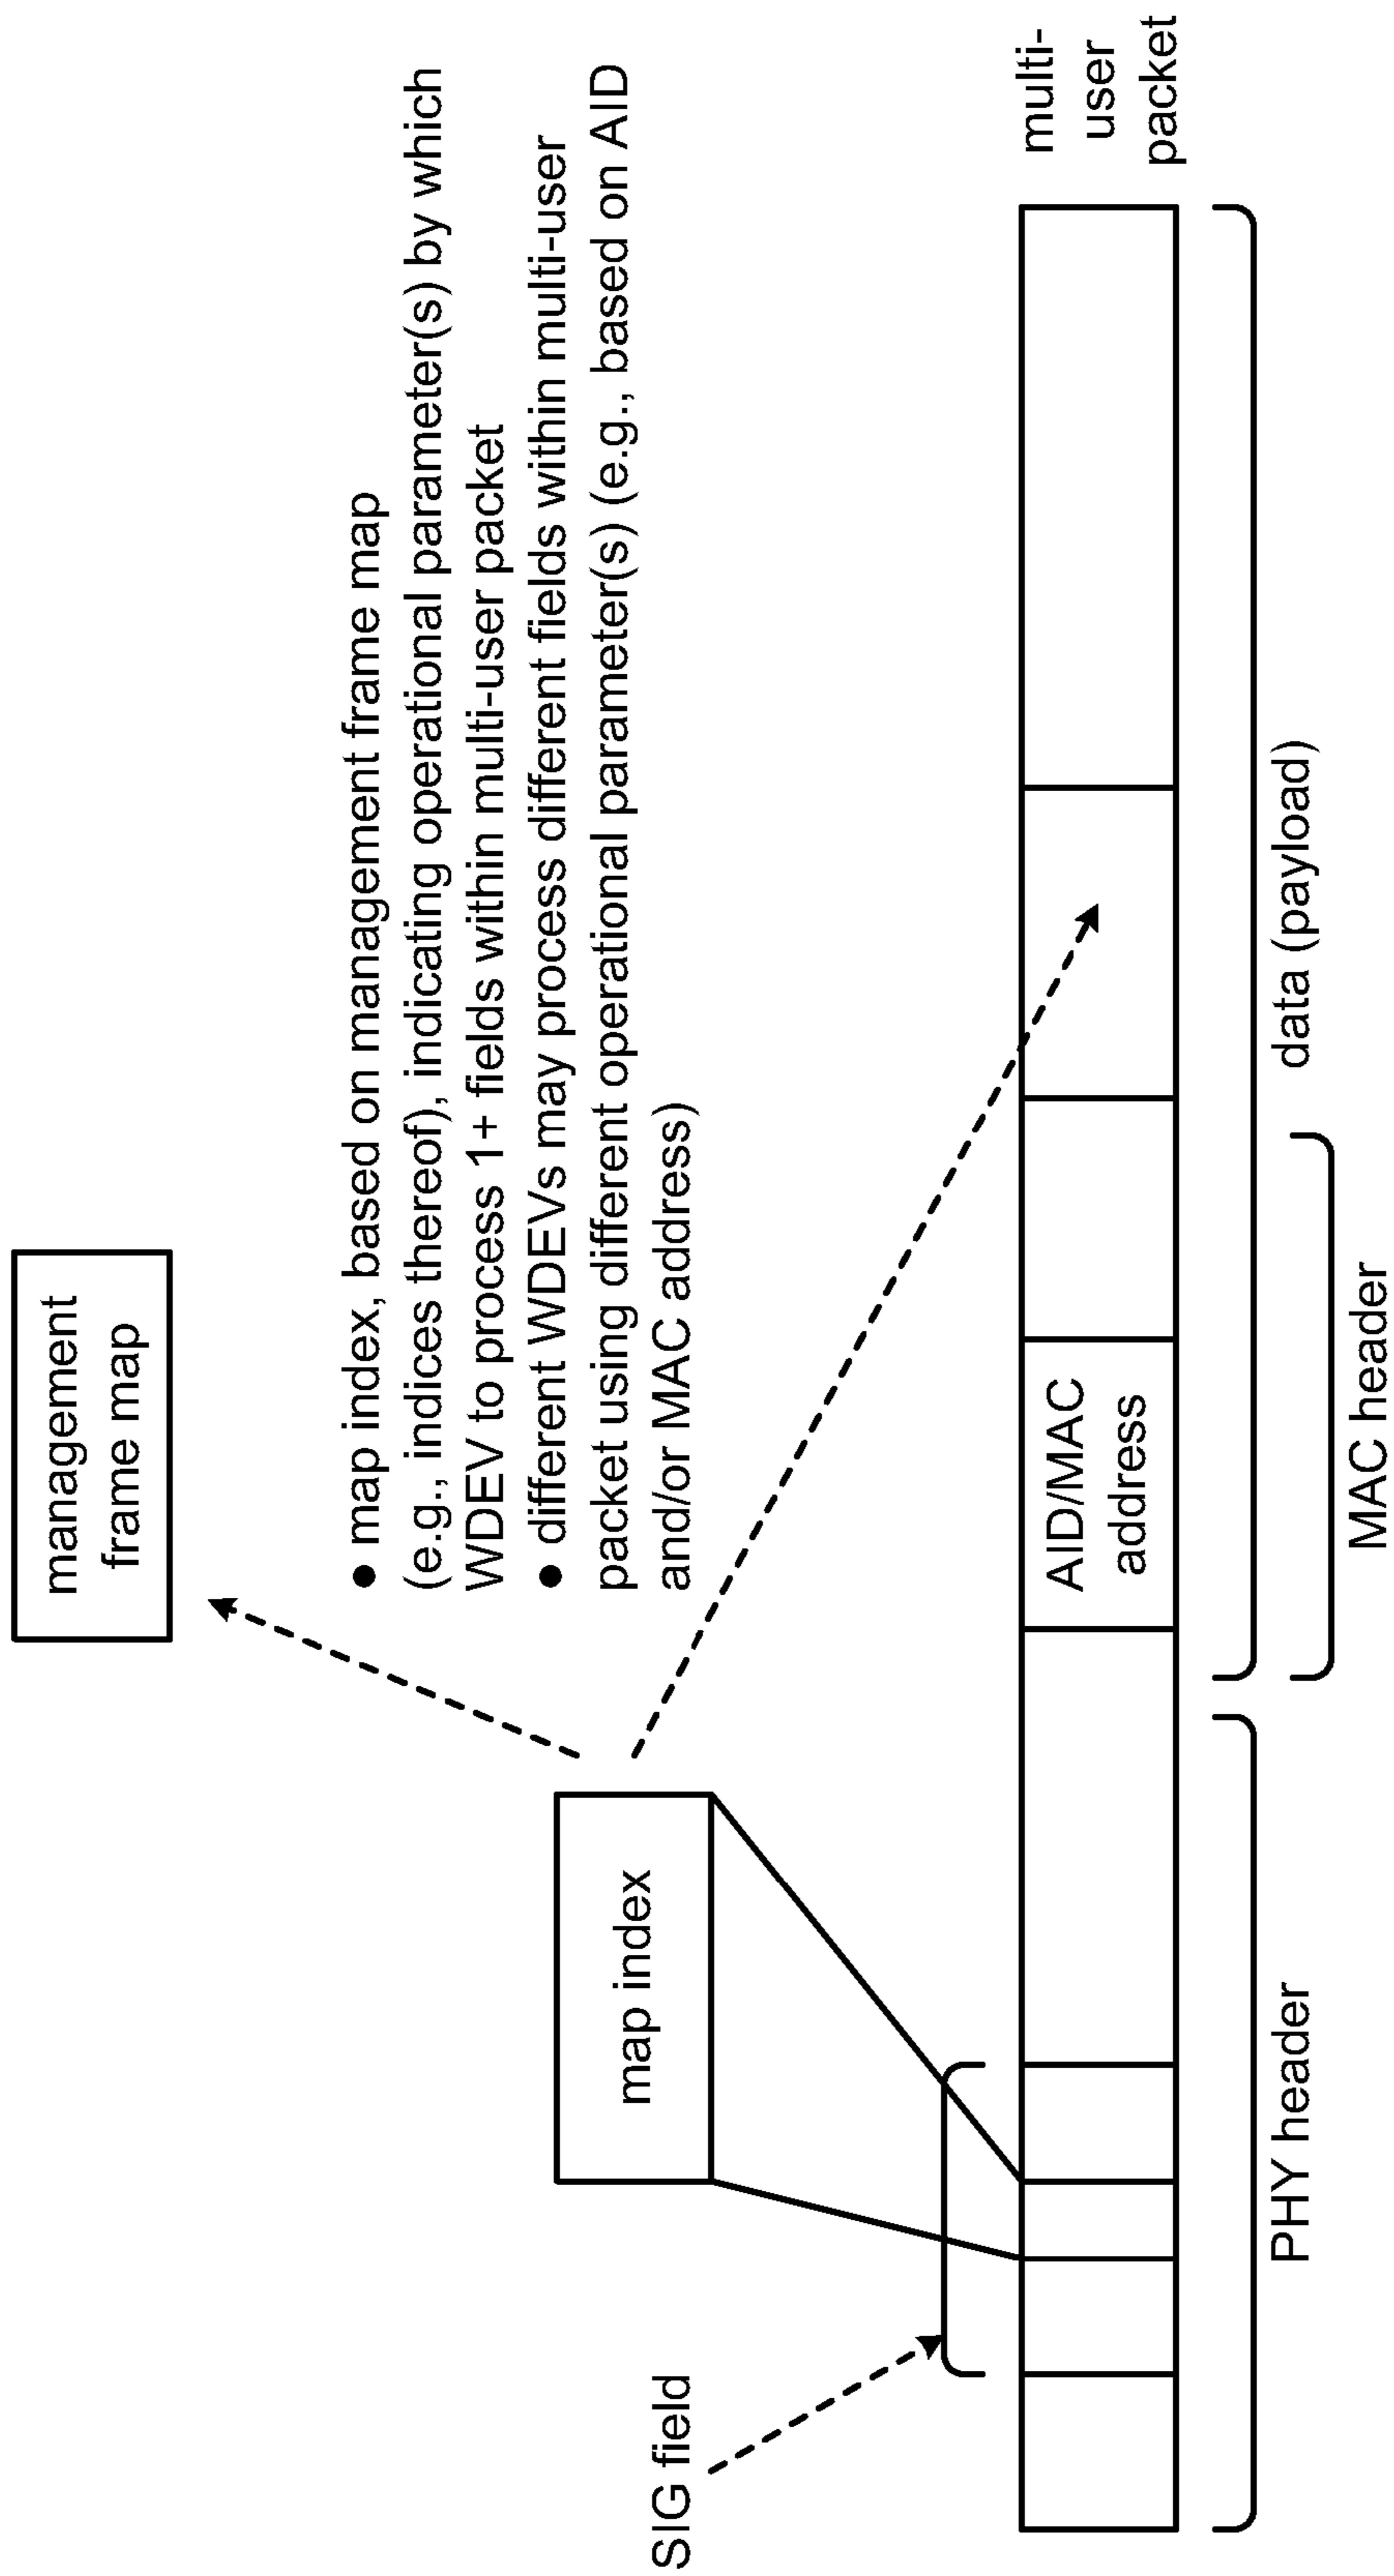 management
frame map
● map index, based on management frame map
(e.g., indices thereof), indicating operational parameter(s) by which
WDEV to process 1+ fields within multi-user packet
● different WDEVs may process different fields within multi-user
packet using different operational parameter(s) (e.g., based on AID
and/or MAC address)
map index
SIG field
AID/MAC
address
multi-
user
packet
PHY header
data (payload)
MAC header